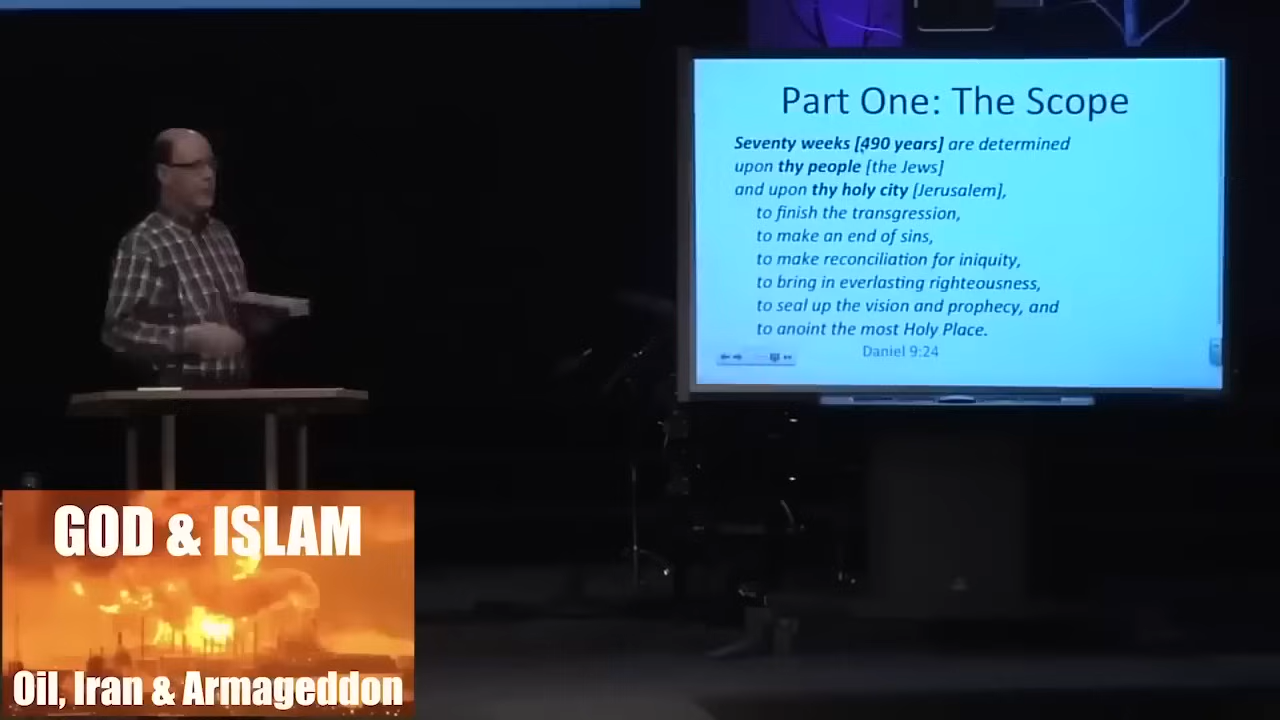 Part One: The Scope
Seventy weeks [490 years] are determined
upon thy people [the Jews]
and upon thy holy city [Jerusalem],
to finish the transgression,
to make an end of sins,
to make reconciliation for iniquity,
to bring in everlasting righteousness,
to seal up the vision and prophecy, and
to anoint the most Holy Place.
Daniel 9:24
GOD & ISLAM
Oil, Iran & Armageddon